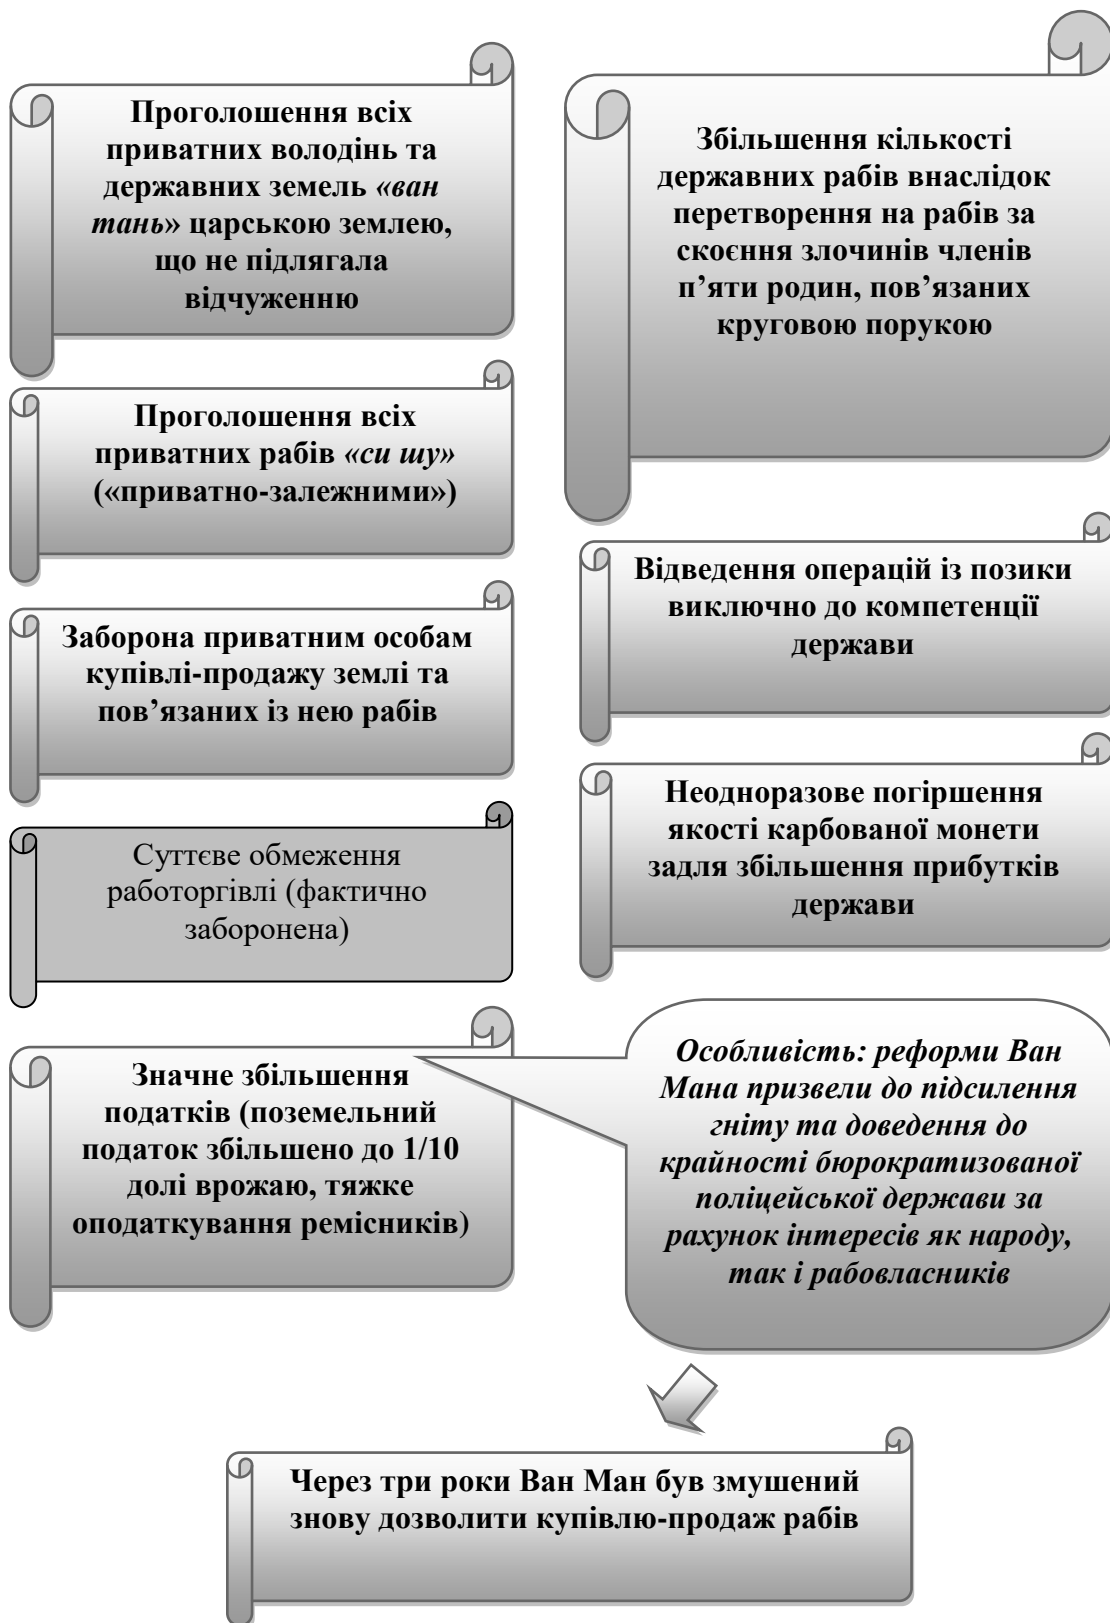 Проголошення всіх
приватних володінь та
державних земель «ван
тань» царською землею,
що не підлягала
відчуженню
Збільшення кількості
державних рабів внаслідок
перетворення на рабів за
скоєння злочинів членів
п’яти родин, пов’язаних
круговою порукою
Проголошення всіх
приватних рабів «си шу»
(«приватно-залежними»)
Відведення операцій із позики
виключно до компетенції
держави
Заборона приватним особам
купівлі-продажу землі та
пов’язаних із нею рабів
Неодноразове погіршення
якості карбованої монети
задля збільшення прибутків
держави
Суттєве обмеження
работоргівлі (фактично
заборонена)
Значне збільшення
податків (поземельний
податок збільшено до 1/10
долі врожаю, тяжке
оподаткування ремісників)
Особливість: реформи Ван
Мана призвели до підсилення
гніту та доведення до
крайності бюрократизованої
поліцейської держави за
рахунок інтересів як народу,
так і рабовласників
Через три роки Ван Ман був змушений
знову дозволити купівлю-продаж рабів